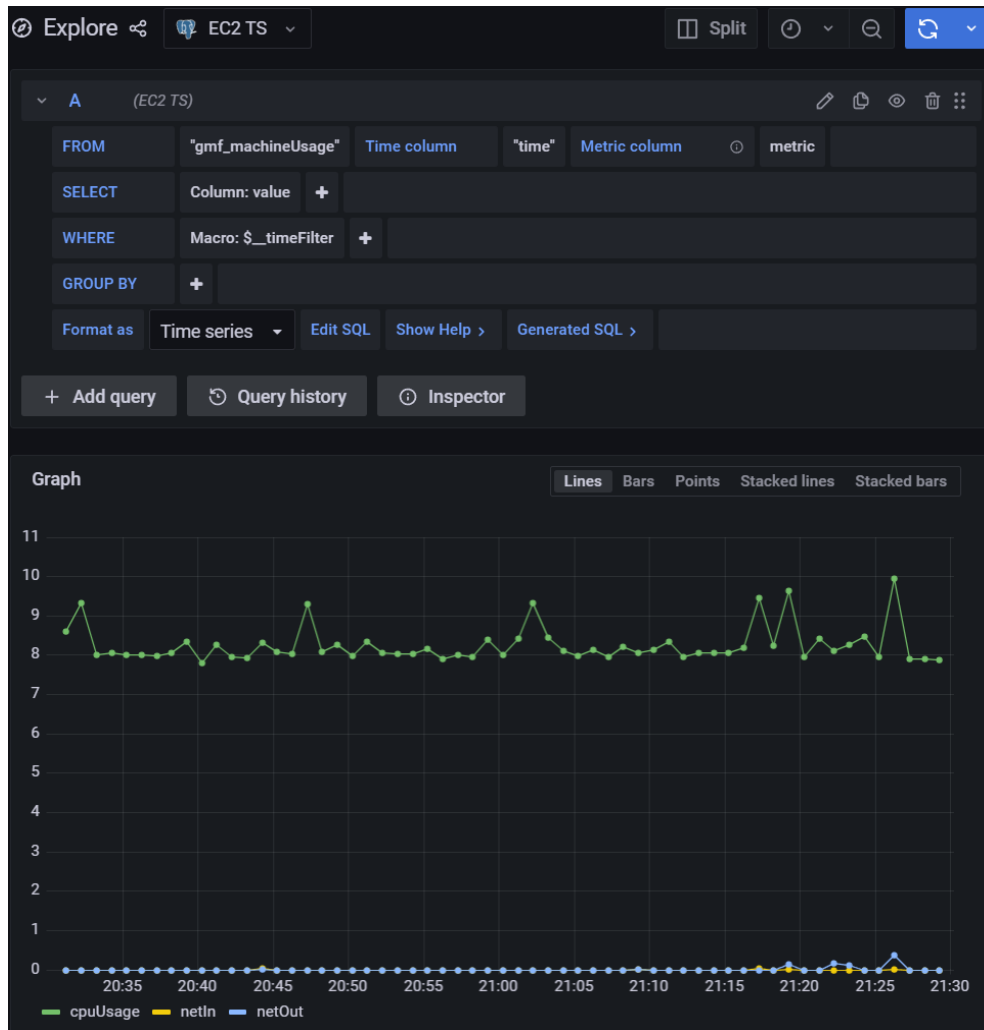 Explore EC2 TS Split
A (EC2 TS)
FROM "gmf_machineUsage" Time column "time" Metric column metric
SELECT Column: value +
WHERE Macro: $__timeFilter +
GROUP BY +
Format as Time series Edit SQL Show Help > Generated SQL >
+ Add query Query history Inspector
Graph Lines Bars Points Stacked lines Stacked bars
11
10
9
8
7
6
5
4
3
2
1
0
20:35 20:40 20:45 20:50 20:55 21:00 21:05 21:10 21:15 21:20 21:25 21:30
cpuUsage netIn netOut